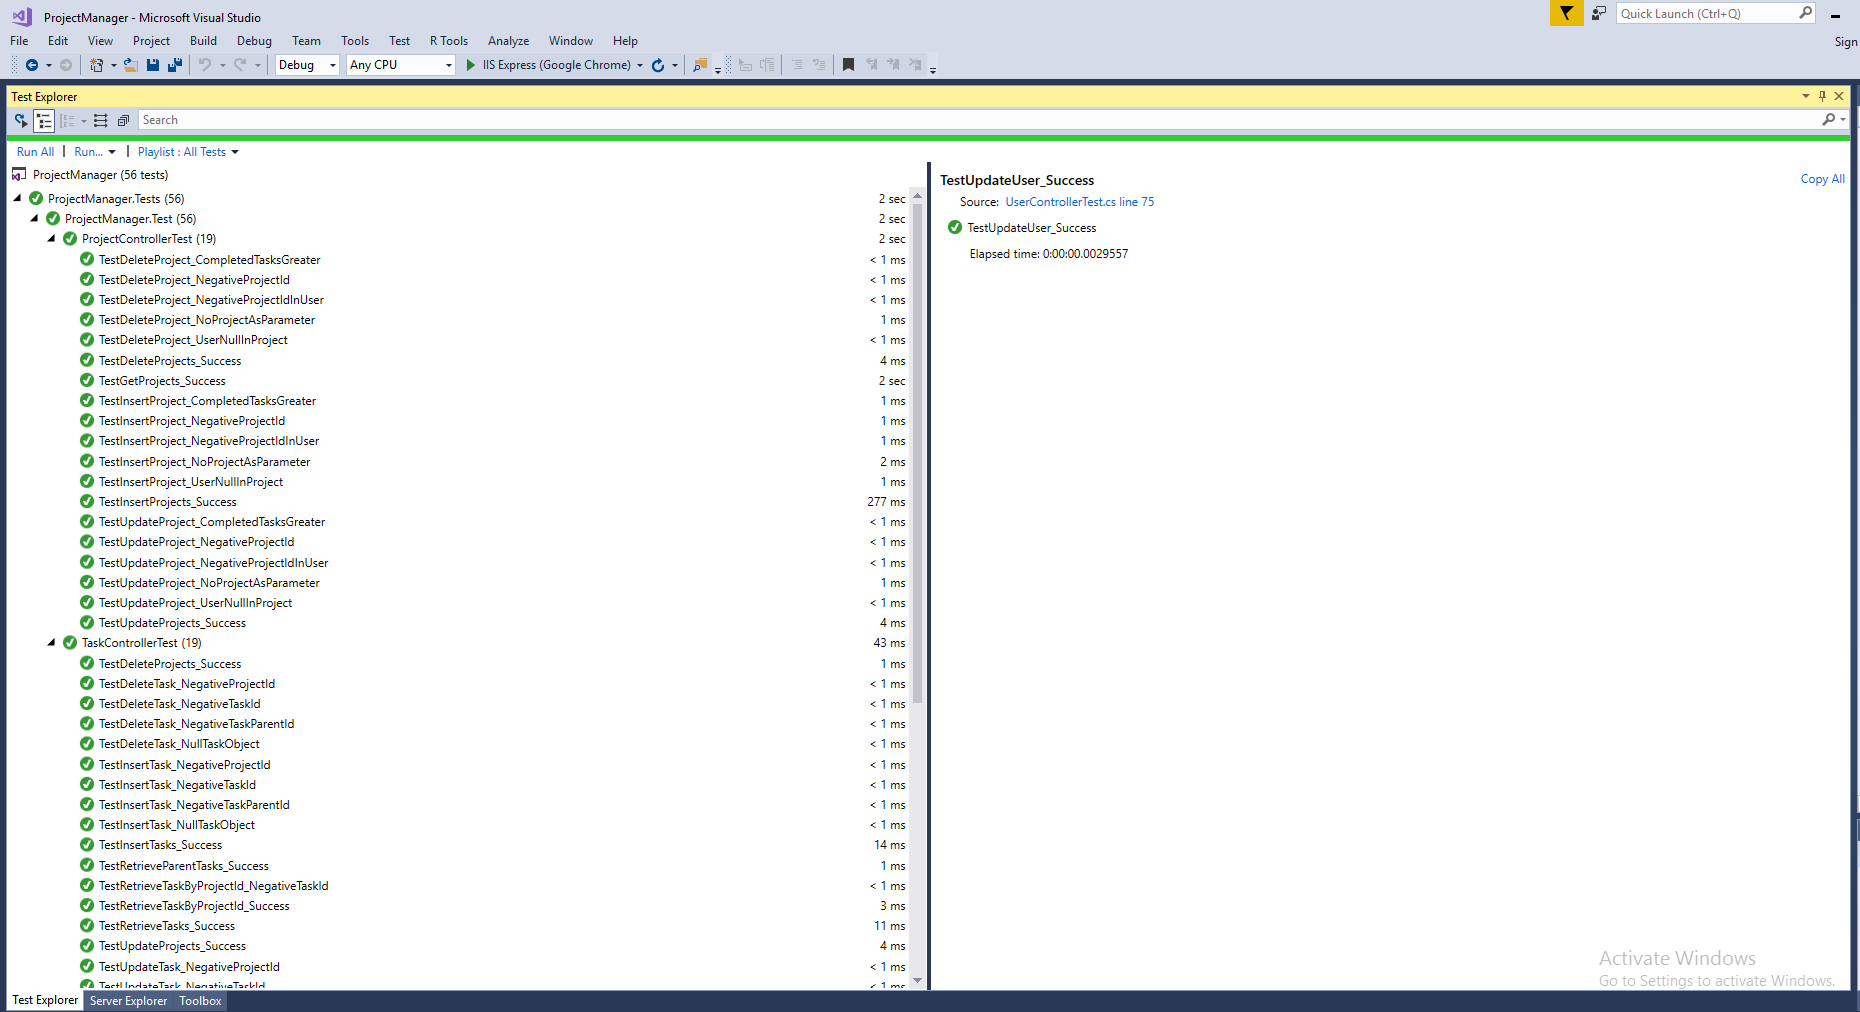 ProjectManager - Microsoft Visual Studio
Quick Launch (Ctrl+Q)
File Edit View Project Build Debug Team Tools Test R Tools Analyze Window Help
Sign
Debug Any CPU IIS Express (Google Chrome)
Test Explorer
Search
Run All | Run... | Playlist : All Tests
ProjectManager (56 tests)
ProjectManager.Tests (56) 2 sec
ProjectManager.Test (56) 2 sec
ProjectControllerTest (19) 2 sec
TestDeleteProject_CompletedTasksGreater < 1 ms
TestDeleteProject_NegativeProjectId < 1 ms
TestDeleteProject_NegativeProjectIdInUser < 1 ms
TestDeleteProject_NoProjectAsParameter 1 ms
TestDeleteProject_UserNullInProject < 1 ms
TestDeleteProjects_Success 4 ms
TestGetProjects_Success 2 sec
TestInsertProject_CompletedTasksGreater 1 ms
TestInsertProject_NegativeProjectId 1 ms
TestInsertProject_NegativeProjectIdInUser 1 ms
TestInsertProject_NoProjectAsParameter 2 ms
TestInsertProject_UserNullInProject 1 ms
TestInsertProjects_Success 277 ms
TestUpdateProject_CompletedTasksGreater < 1 ms
TestUpdateProject_NegativeProjectId < 1 ms
TestUpdateProject_NegativeProjectIdInUser < 1 ms
TestUpdateProject_NoProjectAsParameter 1 ms
TestUpdateProject_UserNullInProject < 1 ms
TestUpdateProjects_Success 4 ms
TaskControllerTest (19) 43 ms
TestDeleteProjects_Success 1 ms
TestDeleteTask_NegativeProjectId < 1 ms
TestDeleteTask_NegativeTaskId < 1 ms
TestDeleteTask_NegativeTaskParentId < 1 ms
TestDeleteTask_NullTaskObject < 1 ms
TestInsertTask_NegativeProjectId < 1 ms
TestInsertTask_NegativeTaskId < 1 ms
TestInsertTask_NegativeTaskParentId < 1 ms
TestInsertTask_NullTaskObject < 1 ms
TestInsertTasks_Success 14 ms
TestRetrieveParentTasks_Success 1 ms
TestRetrieveTaskByProjectId_NegativeTaskId < 1 ms
TestRetrieveTaskByProjectId_Success 3 ms
TestRetrieveTasks_Success 11 ms
TestUpdateProjects_Success 4 ms
TestUpdateTask_NegativeProjectId < 1 ms
TestUpdateTask_NegativeTaskId < 1 ms
TestUpdateUser_Success
Copy All
Source: UserControllerTest.cs line 75
TestUpdateUser_Success
Elapsed time: 0:00:00.0029557
Activate Windows
Go to Settings to activate Windows.
Test Explorer Server Explorer Toolbox